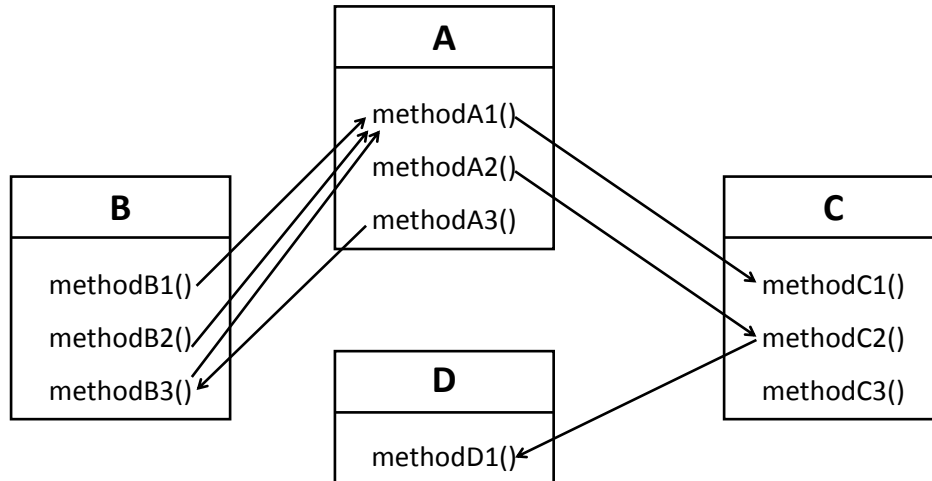 A
methodA1()
methodA2()
methodA3()
B
methodB1()
methodB2()
methodB3()
C
methodC1()
methodC2()
methodC3()
D
methodD1()